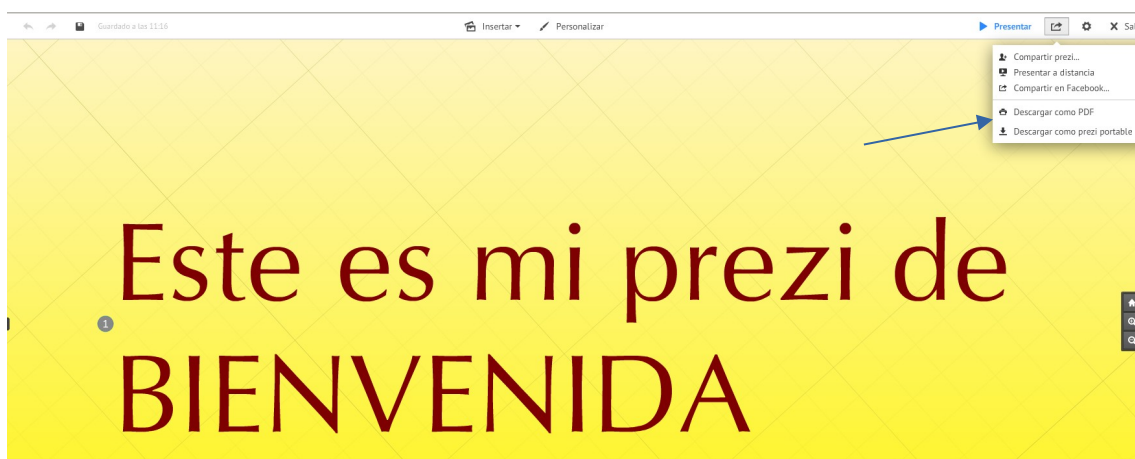 Guardado a las 11:16
Insertar
Personalizar
Presentar
Compartir prezi...
Presentar a distancia
Compartir en Facebook...
Descargar como PDF
Descargar como prezi portable
Este es mi prezi de
1
BIENVENIDA